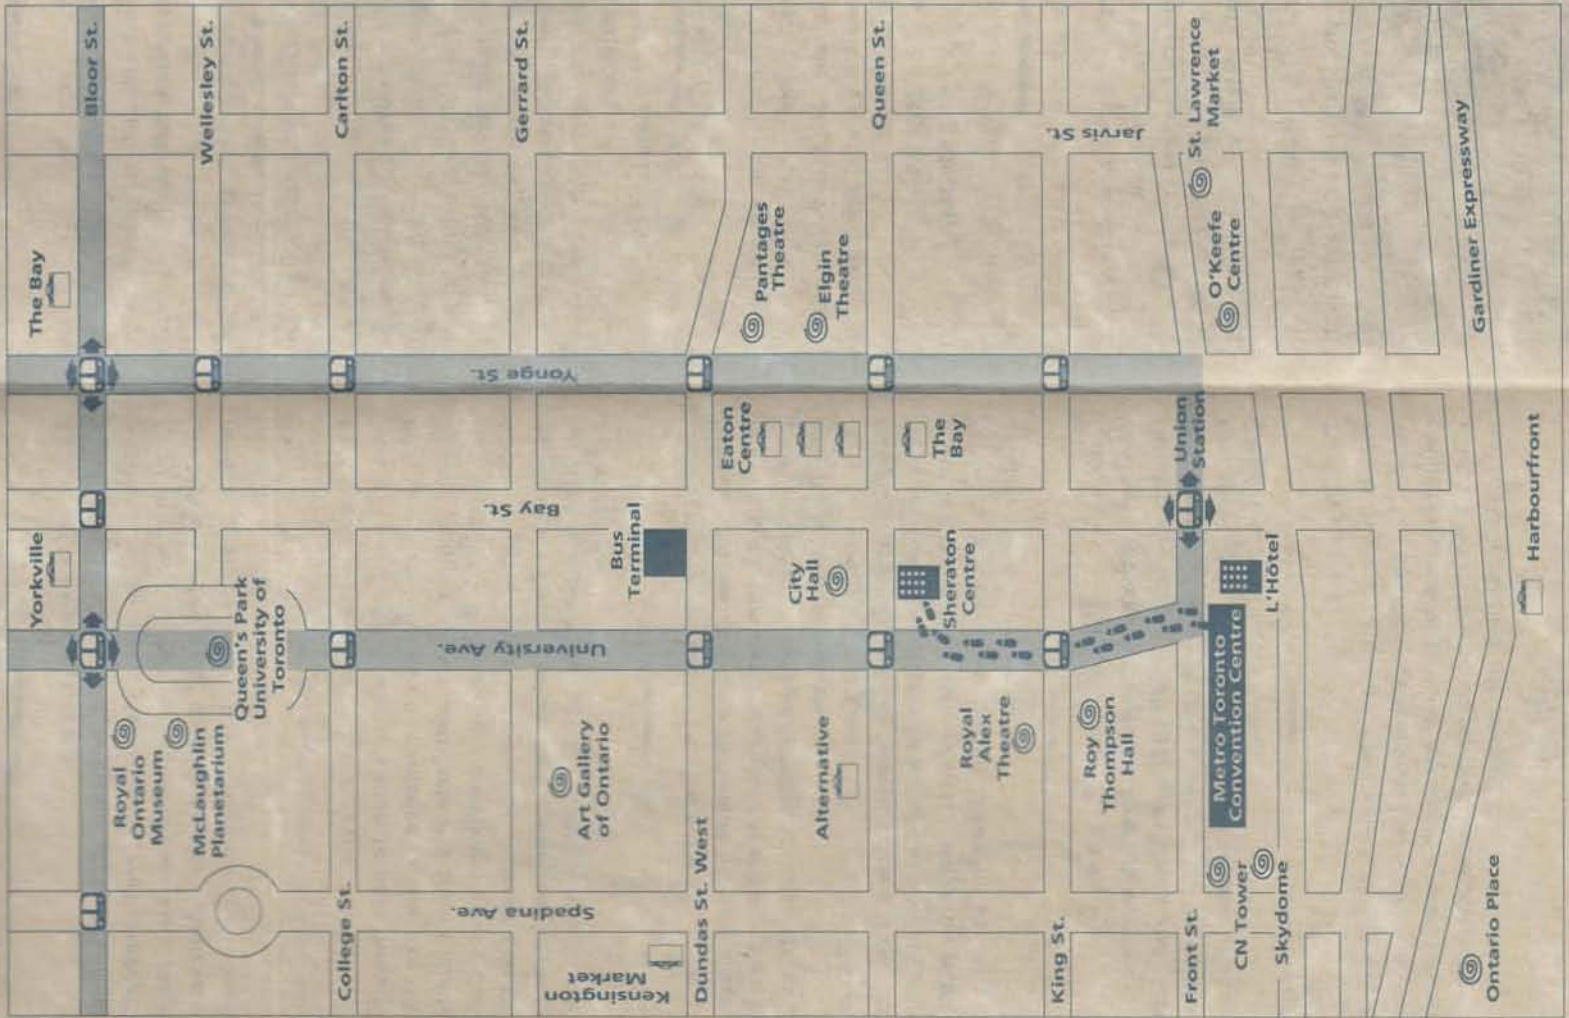 Bloor St.
Wellesley St.
Carlton St.
Gerrard St.
Queen St.
Jarvis St.
St. Lawrence
Market
The Bay
Pantages
Theatre
Elgin
Theatre
O'Keefe
Centre
Gardiner Expressway
Yonge St.
Eaton
Centre
The
Bay
Union
Station
Bay St.
Yorkville
Bus
Terminal
City
Hall
Sheraton
Centre
L'Hôtel
Harbourfront
Queen's Park
University of
Toronto
University Ave.
Royal
Ontario
Museum
McLaughlin
Planetarium
Art Gallery
of Ontario
Alternative
Royal
Alex
Theatre
Roy
Thompson
Hall
Metro Toronto
Convention Centre
Spadina Ave.
College St.
Kensington
Market
Dundas St. West
King St.
Front St.
CN Tower
Skydome
Ontario Place